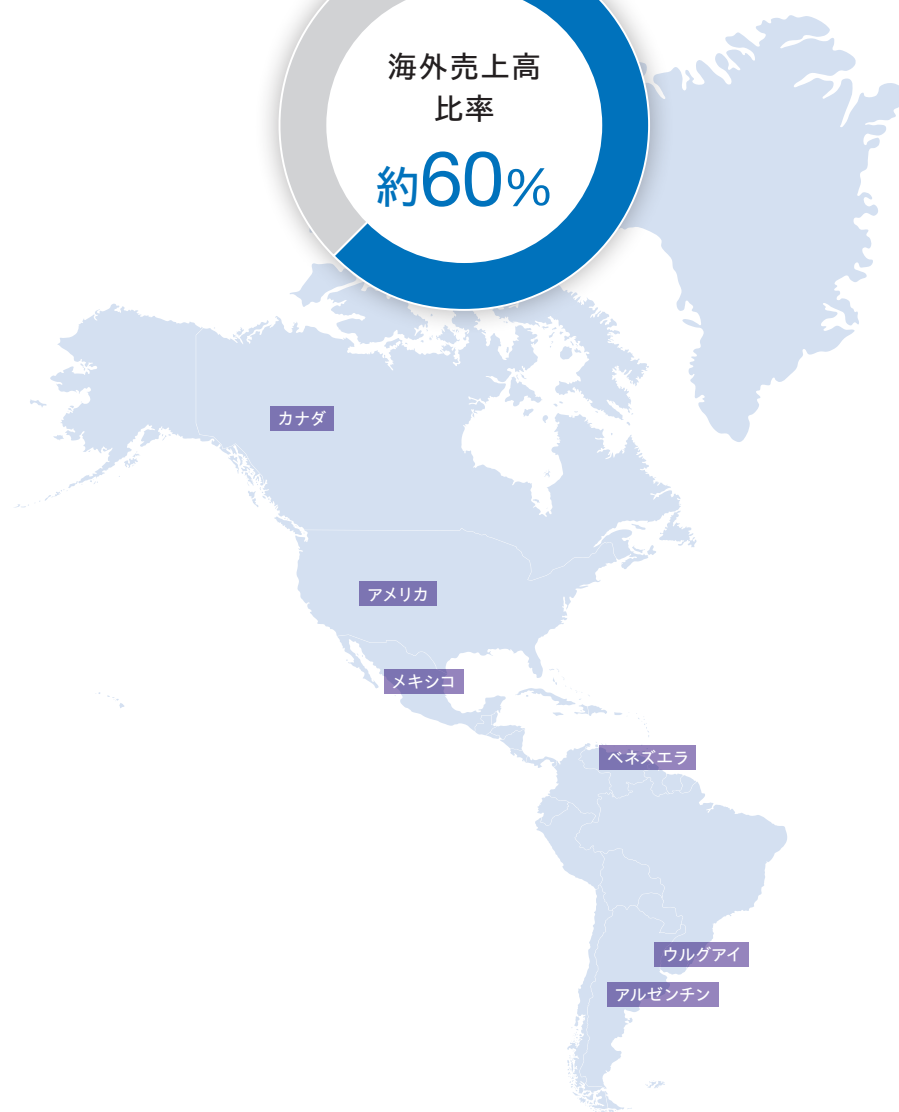 海外売上高
比率
約60%
カナダ
アメリカ
メキシコ
ベネズエラ
ウルグアイ
アルゼンチン